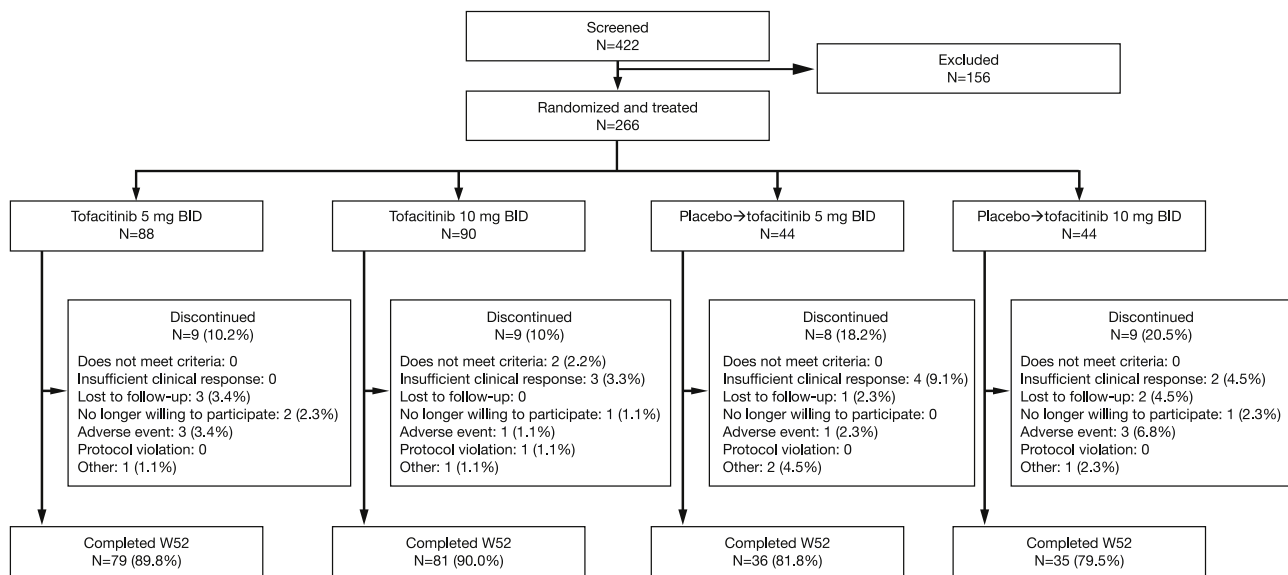 Screened
N=422
Excluded
N=156
Randomized and treated
N=266
Tofacitinib 5 mg BID
N=88
Tofacitinib 10 mg BID
N=90
Placebo→tofacitinib 5 mg BID
N=44
Placebo→tofacitinib 10 mg BID
N=44
Discontinued
N=9 (10.2%)
Does not meet criteria: 0
Insufficient clinical response: 0
Lost to follow-up: 3 (3.4%)
No longer willing to participate: 2 (2.3%)
Adverse event: 3 (3.4%)
Protocol violation: 0
Other: 1 (1.1%)
Discontinued
N=9 (10%)
Does not meet criteria: 2 (2.2%)
Insufficient clinical response: 3 (3.3%)
Lost to follow-up: 0
No longer willing to participate: 1 (1.1%)
Adverse event: 1 (1.1%)
Protocol violation: 1 (1.1%)
Other: 1 (1.1%)
Discontinued
N=8 (18.2%)
Does not meet criteria: 0
Insufficient clinical response: 4 (9.1%)
Lost to follow-up: 1 (2.3%)
No longer willing to participate: 0
Adverse event: 1 (2.3%)
Protocol violation: 0
Other: 2 (4.5%)
Discontinued
N=9 (20.5%)
Does not meet criteria: 0
Insufficient clinical response: 2 (4.5%)
Lost to follow-up: 2 (4.5%)
No longer willing to participate: 1 (2.3%)
Adverse event: 3 (6.8%)
Protocol violation: 0
Other: 1 (2.3%)
Completed W52
N=79 (89.8%)
Completed W52
N=81 (90.0%)
Completed W52
N=36 (81.8%)
Completed W52
N=35 (79.5%)